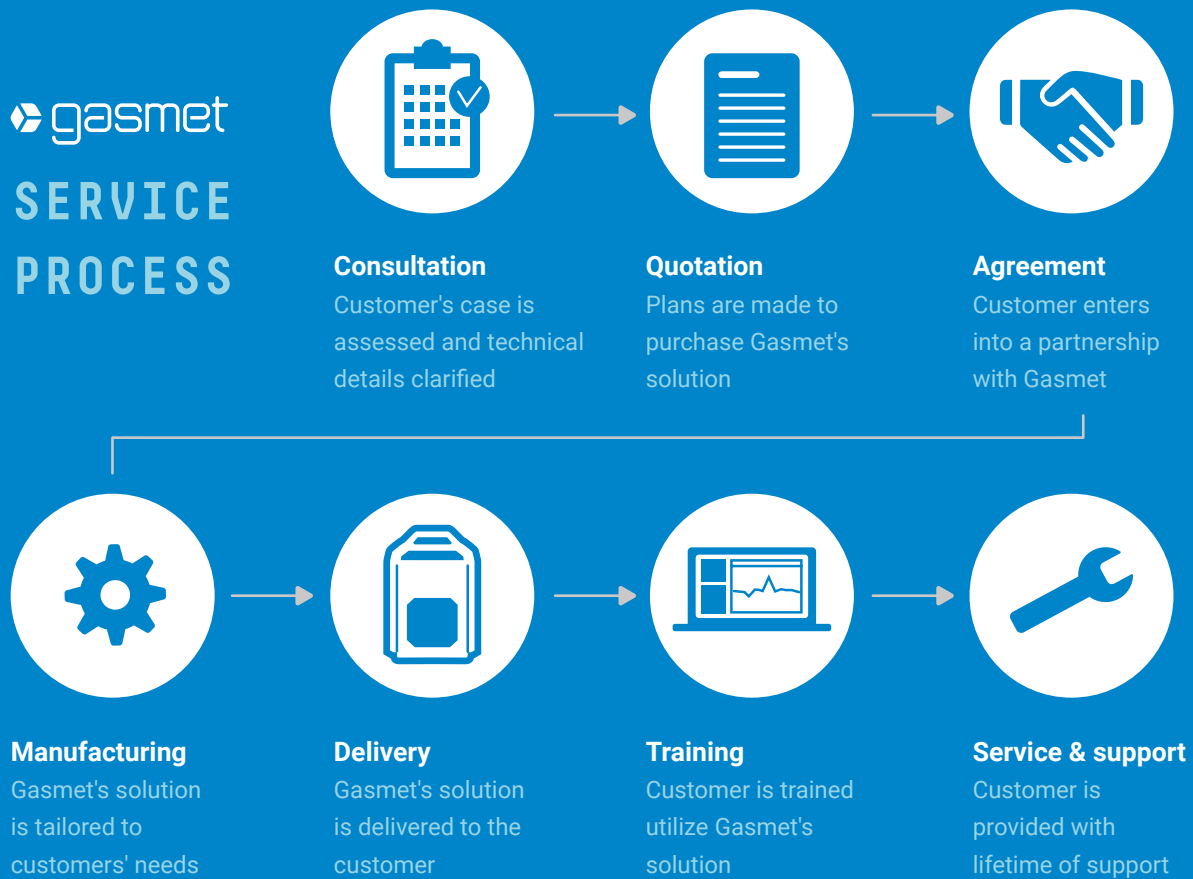 gasmet
SERVICE
PROCESS
Consultation
Customer's case is
assessed and technical
details clarified
Quotation
Plans are made to
purchase Gasmet's
solution
Agreement
Customer enters
into a partnership
with Gasmet
Manufacturing
Gasmet's solution
is tailored to
customers' needs
Delivery
Gasmet's solution
is delivered to the
customer
Training
Customer is trained
utilize Gasmet's
solution
Service & support
Customer is
provided with
lifetime of support